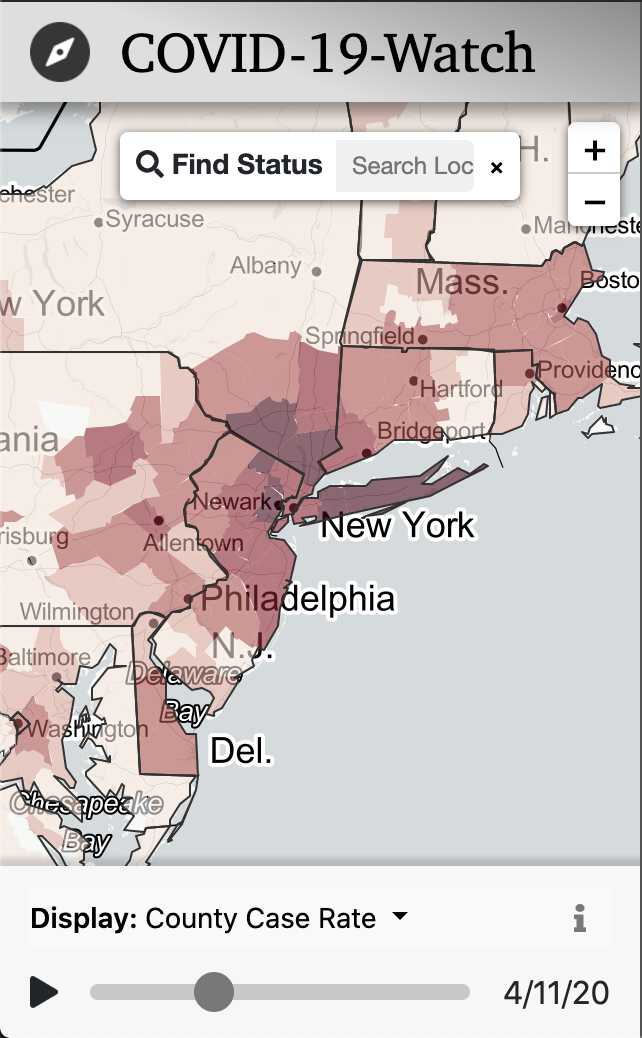 COVID-19-Watch
Find Status
Search Loc
×
H.
+
−
chester
Syracuse
Mancheste
Albany
Mass.
Bosto
w York
Springfield
Providenc
Hartford
ania
Bridgeport
Newark
New York
risburg
Allentown
Philadelphia
Wilmington
N.J.
Baltimore
Delaware
Bay
Washington
Del.
Chesapeake
Bay
Display: County Case Rate
i
4/11/20